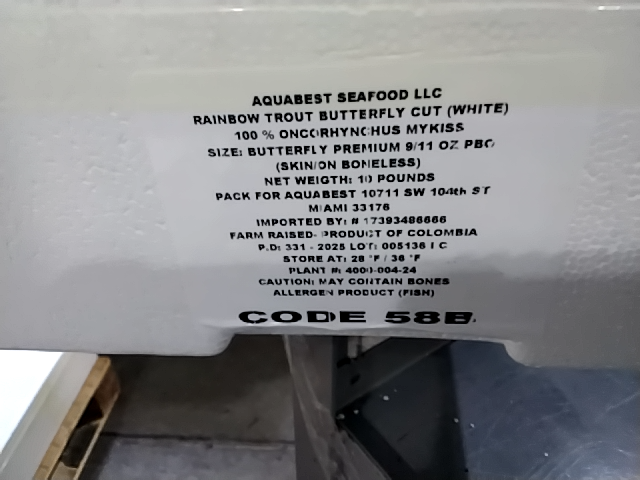 AQUABEST SEAFOOD LLC
RAINBOW TROUT BUTTERFLY CUT (WHITE)
100 % ONCORHYNCHUS MYKISS
SIZE: BUTTERFLY PREMIUM 9/11 OZ PBO
(SKIN/ON BONELESS)
NET WEIGTH: 10 POUNDS
PACK FOR AQUABEST 10711 SW 104th ST
MIAMI 33176
IMPORTED BY: # 17393486666
FARM RAISED- PRODUCT OF COLOMBIA
P.D: 331 - 2025 LOT: 005136
STORE AT: 28 °F / 36 °F
PLANT #: 4000-004-24
CAUTION: MAY CONTAIN BONES
ALLERGEN PRODUCT (FISH)
CODE 58B